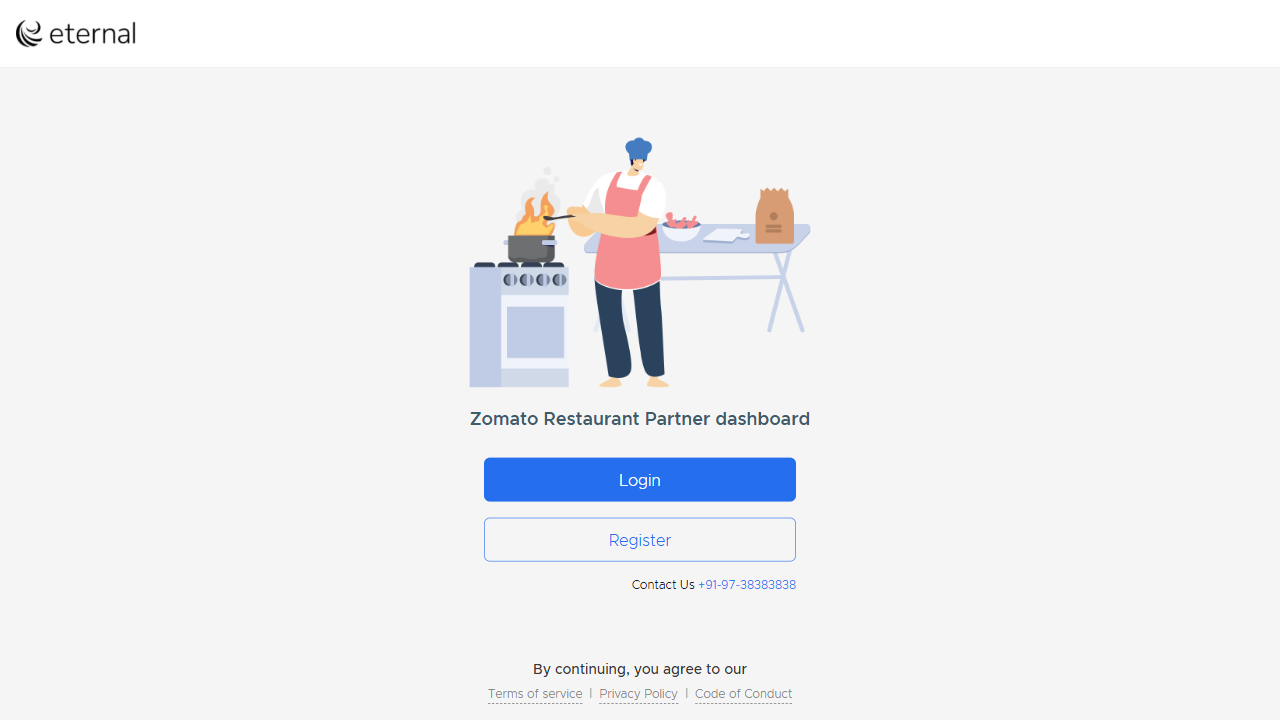 eternal
Zomato Restaurant Partner dashboard
Login
Register
Contact Us +91-97-38383838
By continuing, you agree to our
Terms of service | Privacy Policy | Code of Conduct